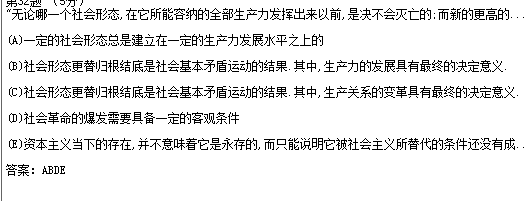 第32题 （5分）
“无论哪一个社会形态,在它所能容纳的全部生产力发挥出来以前,是决不会灭亡的;而新的更高的...
(A)一定的社会形态总是建立在一定的生产力发展水平之上的
(B)社会形态更替归根结底是社会基本矛盾运动的结果.其中,生产力的发展具有最终的决定意义.
(C)社会形态更替归根结底是社会基本矛盾运动的结果.其中,生产关系的变革具有最终的决定意义.
(D)社会革命的爆发需要具备一定的客观条件
(E)资本主义当下的存在,并不意味着它是永存的,而只能说明它被社会主义所替代的条件还没有成..
答案：ABDE